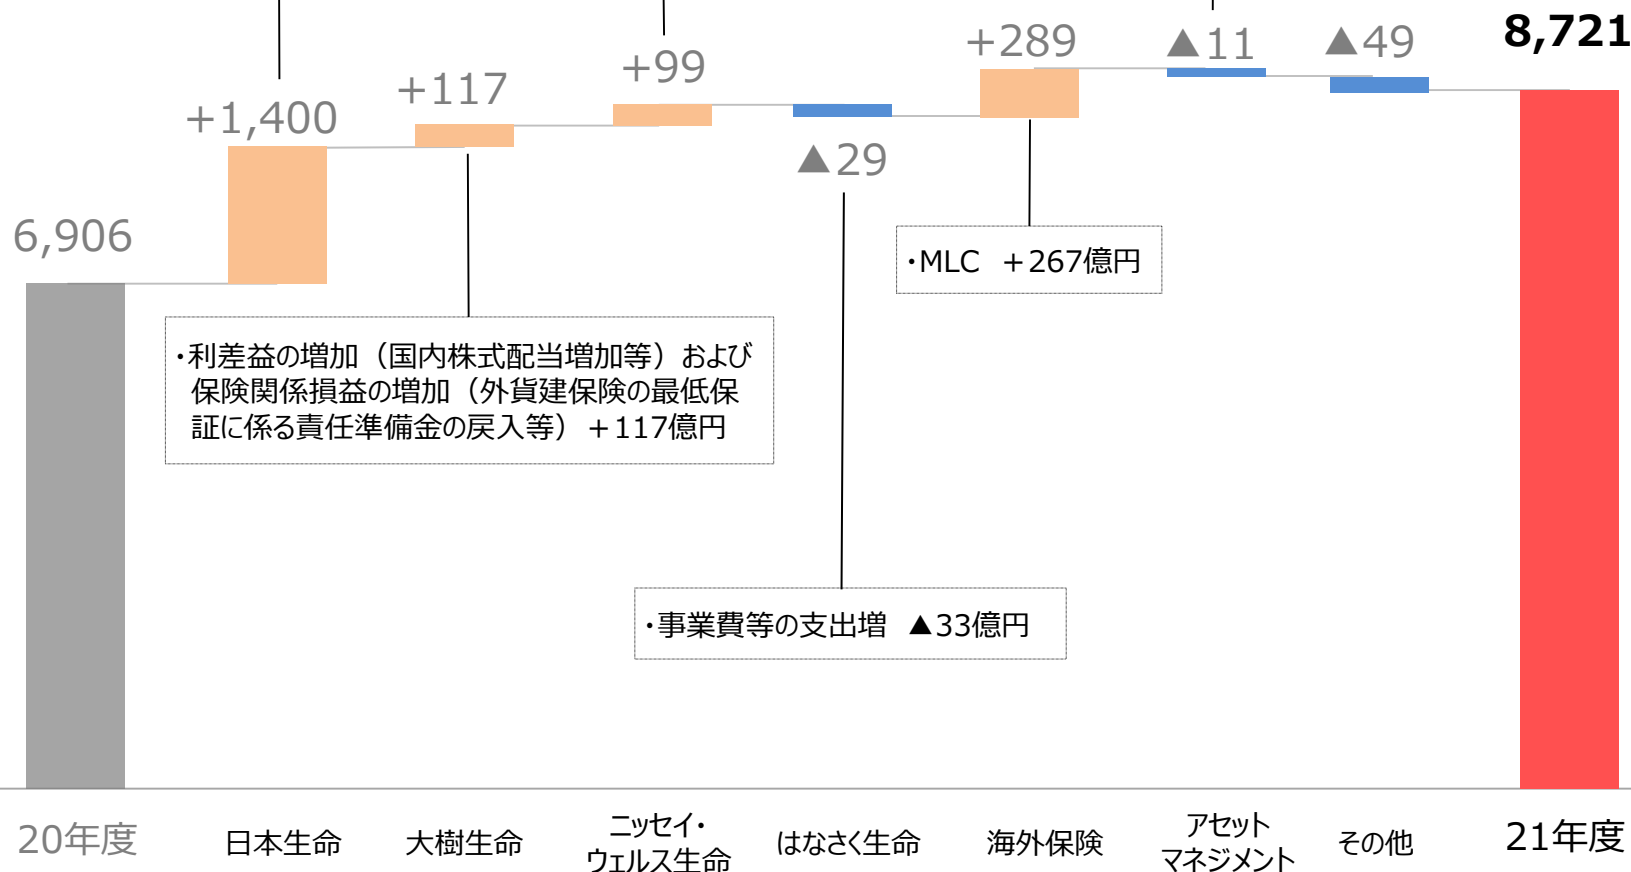 6,906
+1,400
+117
+99
▲29
+289
▲11
▲49
8,721
・MLC +267億円
・利差益の増加（国内株式配当増加等）および
保険関係損益の増加（外貨建保険の最低保
証に係る責任準備金の戻入等）+117億円
・事業費等の支出増 ▲33億円
20年度
日本生命
大樹生命
ニッセイ・
ウェルス生命
はなさく生命
海外保険
アセット
マネジメント
その他
21年度